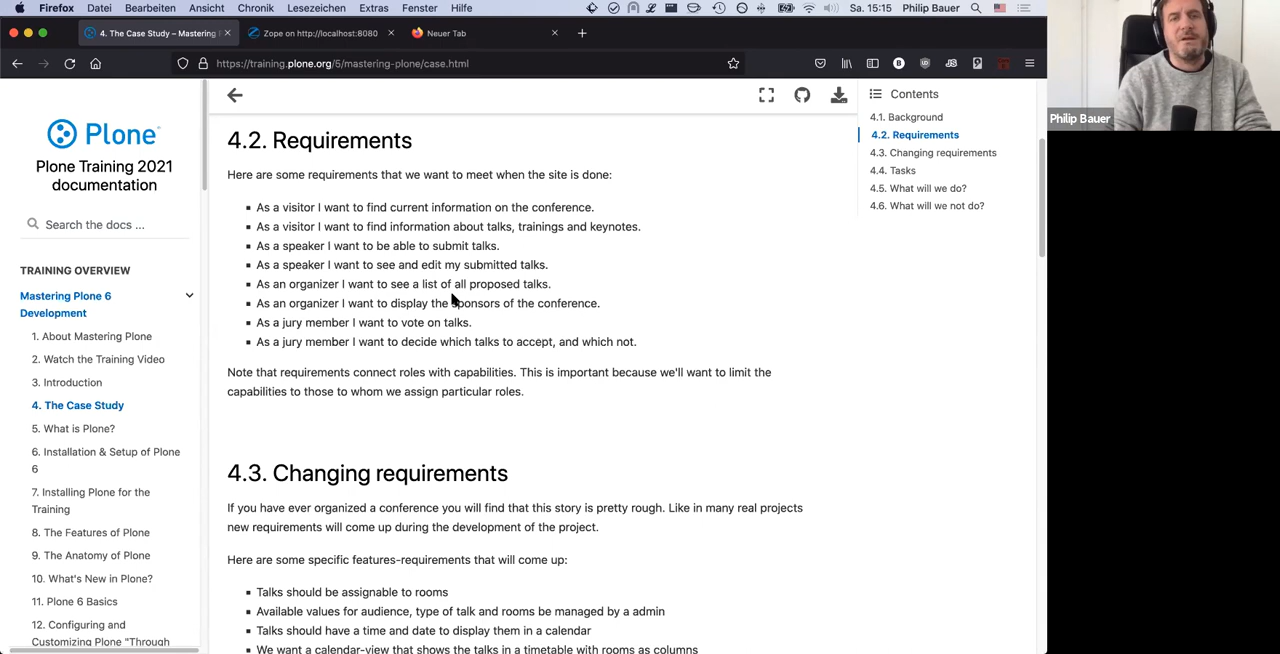 Firefox Datei Bearbeiten Ansicht Chronik Lesezeichen Extras Fenster Hilfe Sa. 15:15 Philip Bauer
4. The Case Study — Mastering Zope on http://localhost:8080 Neuer Tab
https://training.plone.org/5/mastering-plone/case.html
Plone
Plone Training 2021
documentation
Search the docs ...
TRAINING OVERVIEW
Mastering Plone 6
Development
1. About Mastering Plone
2. Watch the Training Video
3. Introduction
4. The Case Study
5. What is Plone?
6. Installation & Setup of Plone
6
7. Installing Plone for the
Training
8. The Features of Plone
9. The Anatomy of Plone
10. What's New in Plone?
11. Plone 6 Basics
12. Configuring and
Customizing Plone "Through
4.2. Requirements
Here are some requirements that we want to meet when the site is done:
As a visitor I want to find current information on the conference.
As a visitor I want to find information about talks, trainings and keynotes.
As a speaker I want to be able to submit talks.
As a speaker I want to see and edit my submitted talks.
As an organizer I want to see a list of all proposed talks.
As an organizer I want to display the sponsors of the conference.
As a jury member I want to vote on talks.
As a jury member I want to decide which talks to accept, and which not.
Note that requirements connect roles with capabilities. This is important because we'll want to limit the
capabilities to those to whom we assign particular roles.
4.3. Changing requirements
If you have ever organized a conference you will find that this story is pretty rough. Like in many real projects
new requirements will come up during the development of the project.
Here are some specific features-requirements that will come up:
Talks should be assignable to rooms
Available values for audience, type of talk and rooms be managed by a admin
Talks should have a time and date to display them in a calendar
We want a calendar-view that shows the talks in a timetable with rooms as columns
Contents
4.1. Background
4.2. Requirements
4.3. Changing requirements
4.4. Tasks
4.5. What will we do?
4.6. What will we not do?
Philip Bauer